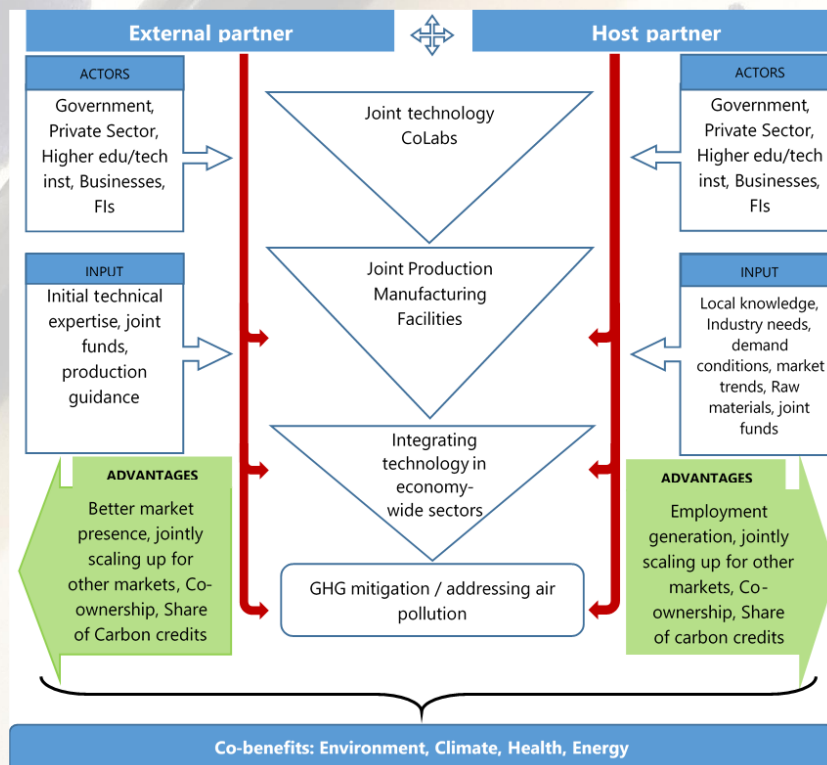 External partner
Host partner
ACTORS
Government,
Private Sector,
Higher edu/tech
inst, Businesses,
FIs
INPUT
Initial technical
expertise, joint
funds,
production
guidance
ADVANTAGES
Better market
presence, jointly
scaling up for
other markets, Co-
ownership, Share
of Carbon credits
Joint technology
CoLabs
Joint Production
Manufacturing
Facilities
Integrating
technology in
economy-
wide sectors
GHG mitigation / addressing air
pollution
ACTORS
Government,
Private Sector,
Higher edu/tech
inst, Businesses,
FIs
INPUT
Local knowledge,
Industry needs,
demand
conditions, market
trends, Raw
materials, joint
funds
ADVANTAGES
Employment
generation, jointly
scaling up for other
markets, Co-
ownership, Share
of carbon credits
Co-benefits: Environment, Climate, Health, Energy